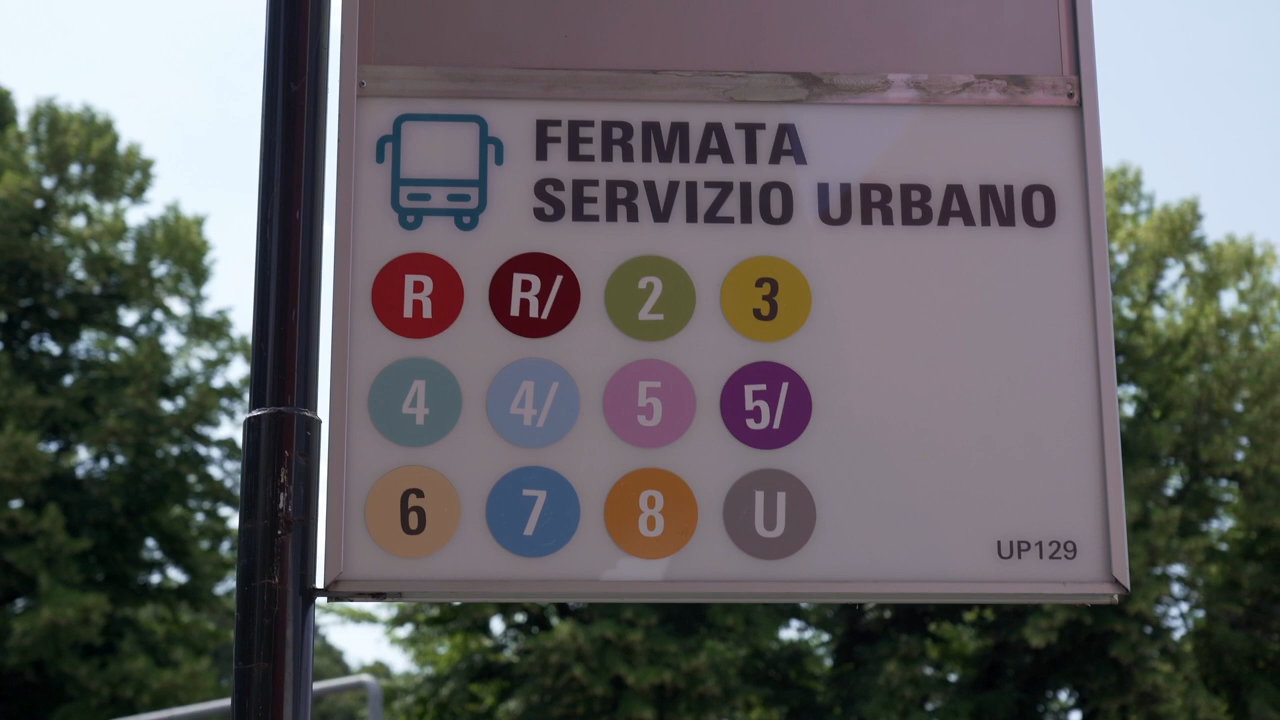 FERMATA
SERVIZIO URBANO
R R/ 2 3
4 4/ 5 5/
6 7 8 U
UP129